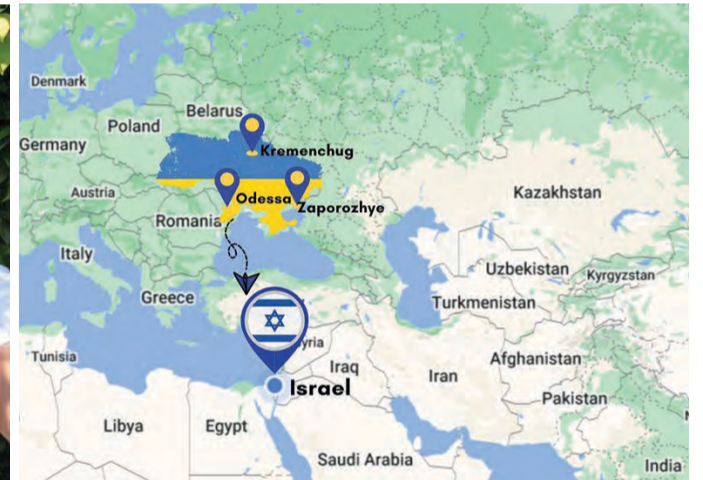 Denmark
Belarus
Poland
Germany
Kremenchug
Austria
Odessa
Zaporozhye
Kazakhstan
Romania
Italy
Uzbekistan
Kyrgyzstan
Greece
Turkmenistan
yria
Tunisia
Iraq
Afghanistan
Iran
Israel
Pakistan
Libya
Egypt
Saudi Arabia
India